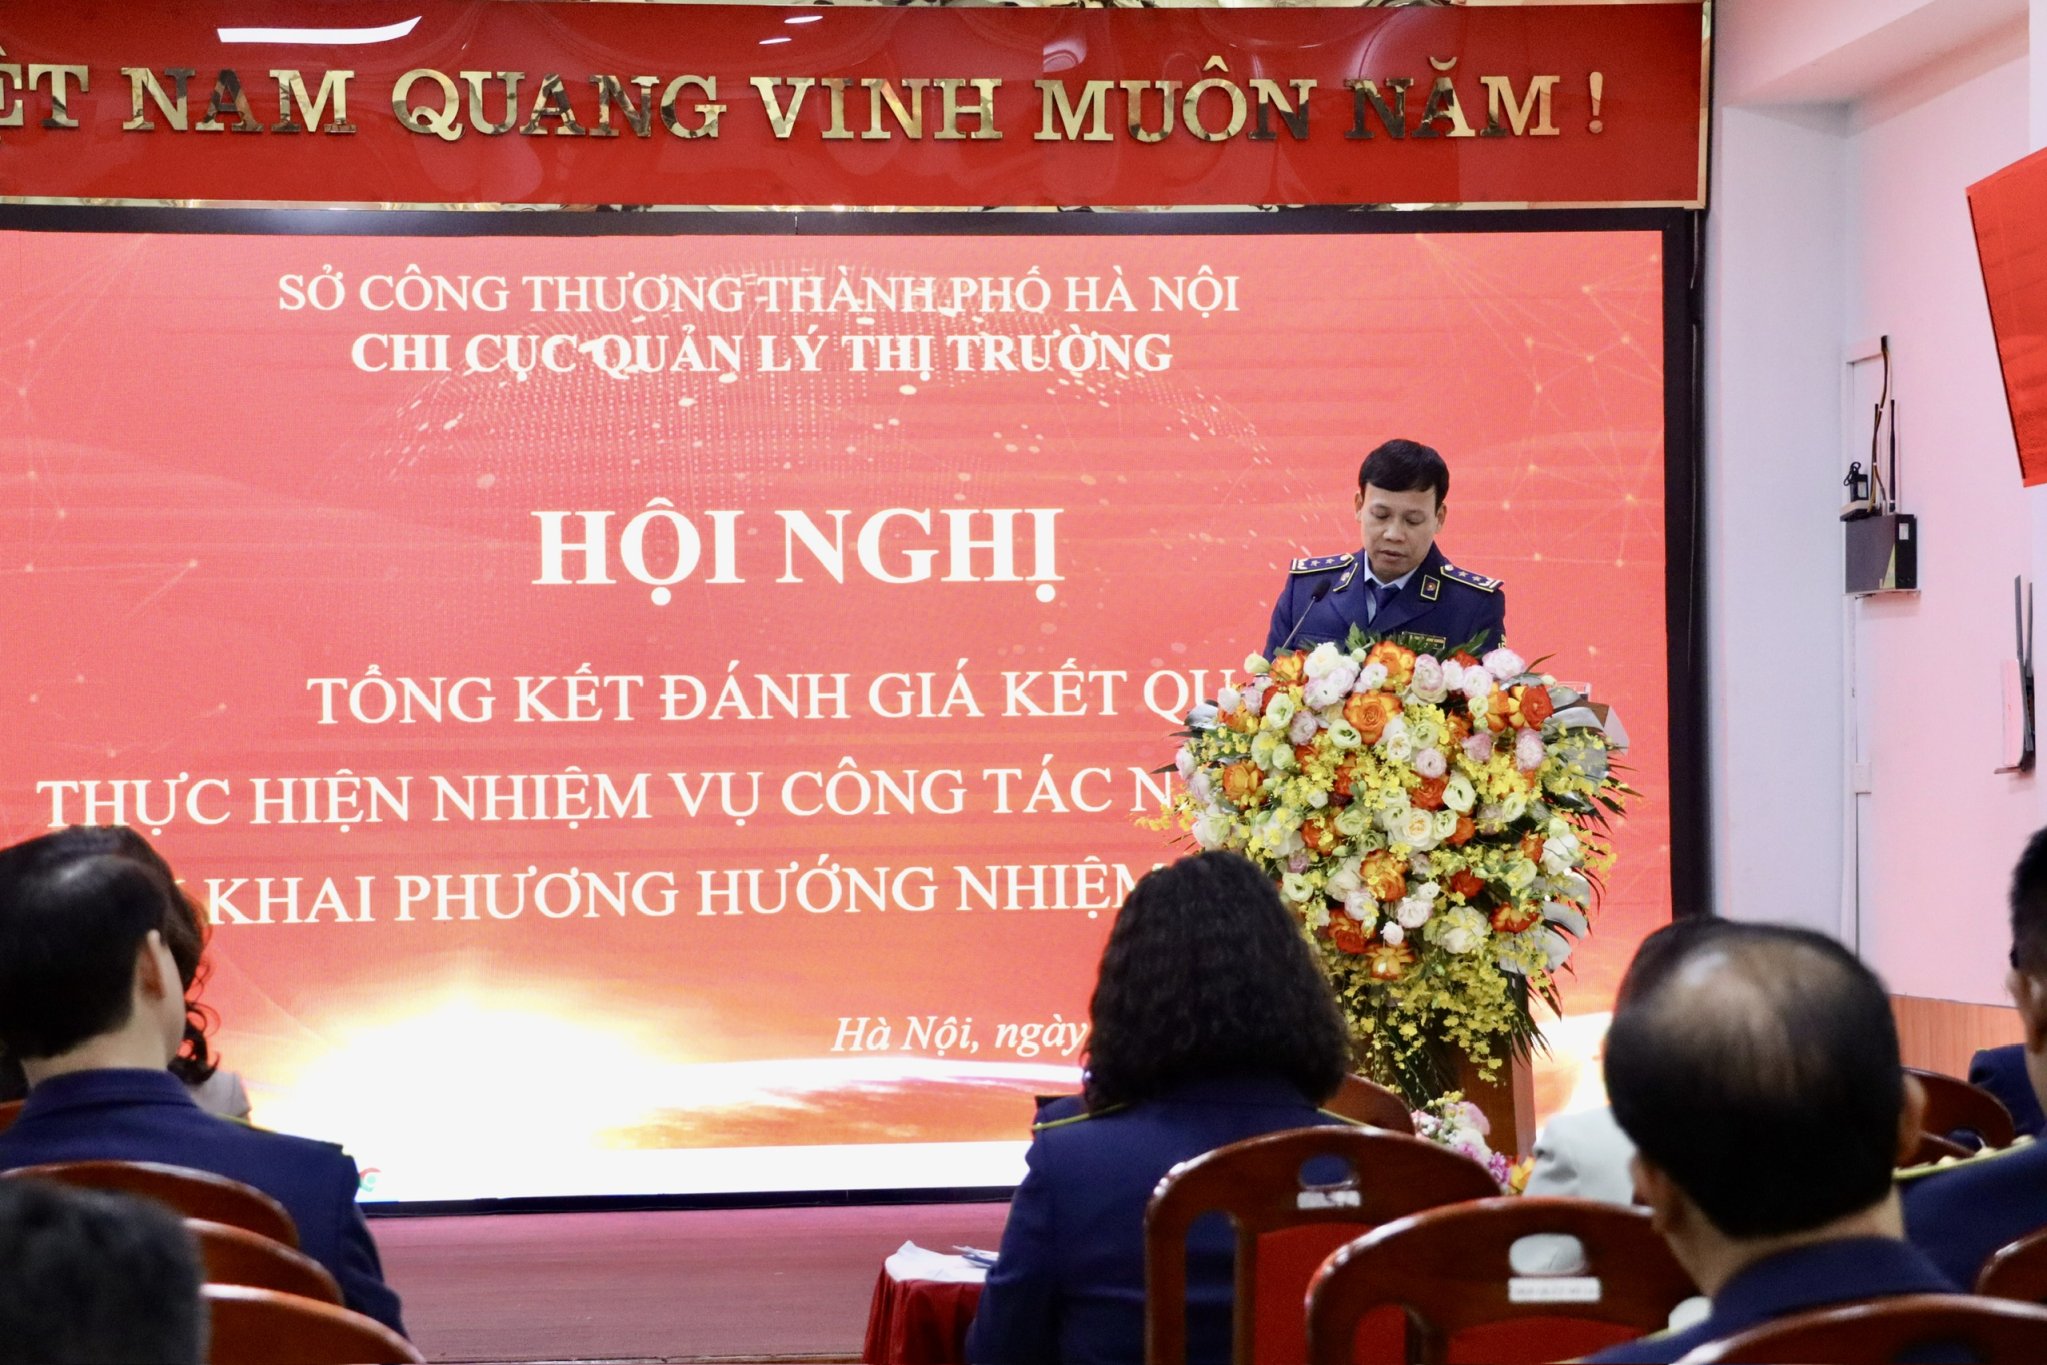 NAM QUANG VINH MUÔN NĂM !
SỞ CÔNG THƯƠNG THÀNH PHỐ HÀ NỘI
CHI CỤC QUẢN LÝ THỊ TRƯỜNG
HỘI NGHỊ
TỔNG KẾT ĐÁNH GIÁ KẾT
THỰC HIỆN NHIỆM VỤ CÔNG TÁC
KHAI PHƯƠNG HƯỚNG NHIỆM
Hà Nội, ngày